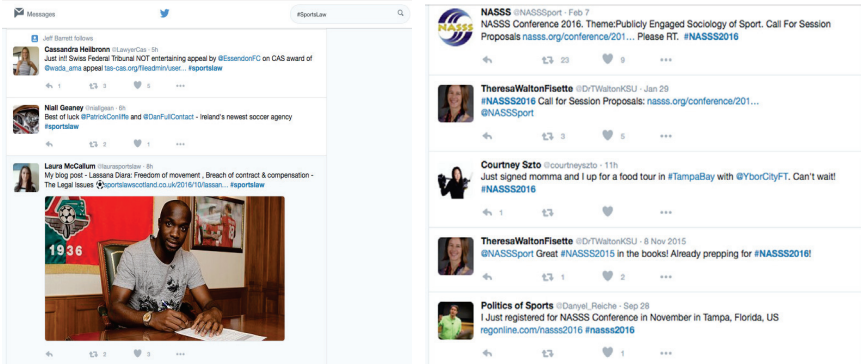 Messages
#SportsLaw
Jeff Barrett follows
Cassandra Heilbronn @LawyerCas · 5h
Just in!! Swiss Federal Tribunal NOT entertaining appeal by @EssendonFC on CAS award of
@wada_ama appeal tas-cas.org/fileadmin/user... #sportslaw
1 3 5
Niall Geaney @niallgean · 6h
Best of luck @PatrickConliffe and @DanFullContact - Ireland's newest soccer agency
#sportslaw
2 1
Laura McCallum @laurasportslaw · 8h
My blog post - Lassana Diara: Freedom of movement , Breach of contract & compensation -
The Legal Issues ⚽sportslawscotland.co.uk/2016/10/lassan... #sportslaw
1936
3 3
NASSS @NASSSport · Feb 7
NASSS Conference 2016. Theme:Publicly Engaged Sociology of Sport. Call For Session
Proposals nasss.org/conference/201... Please RT. #NASSS2016
NASSS
23 9
TheresaWaltonFisette @DrTWaltonKSU · Jan 29
#NASSS2016 Call for Session Proposals: nasss.org/conference/201...
@NASSSport
3 5
Courtney Szto @courtneyszto · 11h
Just signed momma and I up for a food tour in #TampaBay with @YborCityFT. Can't wait!
#NASSS2016
1
TheresaWaltonFisette @DrTWaltonKSU · 8 Nov 2015
@NASSSport Great #NASSS2015 in the books! Already prepping for #NASSS2016!
1 2
Politics of Sports @Danyel_Reiche · Sep 28
I Just registered for NASSS Conference in November in Tampa, Florida, US
regonline.com/nasss2016 #nasss2016
1